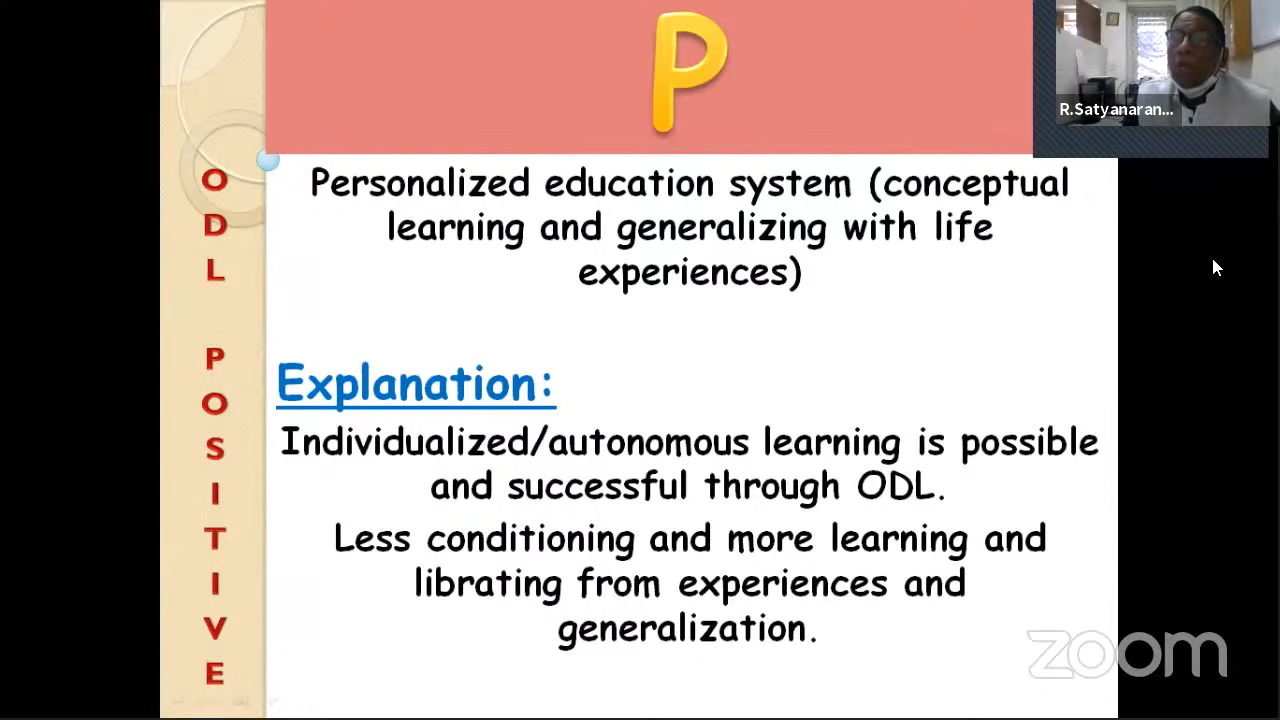 P
R.Satyanaran...
O
D
L
P
O
S
I
T
I
V
E
Personalized education system (conceptual
learning and generalizing with life
experiences)
Explanation:
Individualized/autonomous learning is possible
and successful through ODL.
Less conditioning and more learning and
librating from experiences and
generalization.
zoom